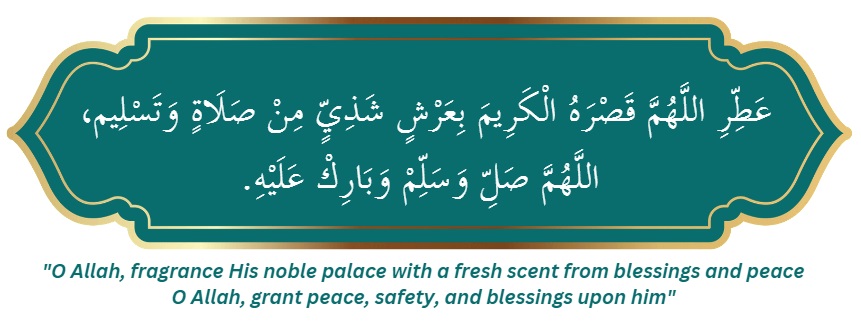 عَطِّرِ اللَّهُمَّ قَصْرَهُ الْكَرِيمَ بِعَرْشٍ شَذِيٍّ مِنْ صَلَاةٍ وَتَسْلِيم،
اللَّهُمَّ صَلِّ وَسَلِّمْ وَبَارِكْ عَلَيْهِ.
"O Allah, fragrance His noble palace with a fresh scent from blessings and peace
O Allah, grant peace, safety, and blessings upon him"